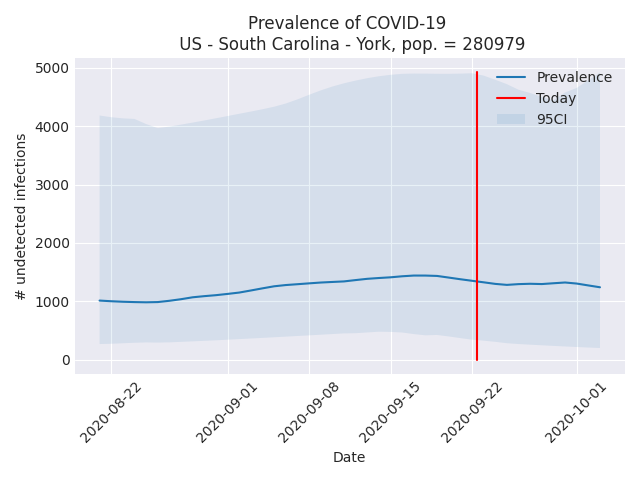 Prevalence of COVID-19
US - South Carolina - York, pop. = 280979
5000
4000
3000
2000
1000
0
# undetected infections
Prevalence
Today
95CI
2020-08-22
2020-09-01
2020-09-08
2020-09-15
2020-09-22
2020-10-01
Date